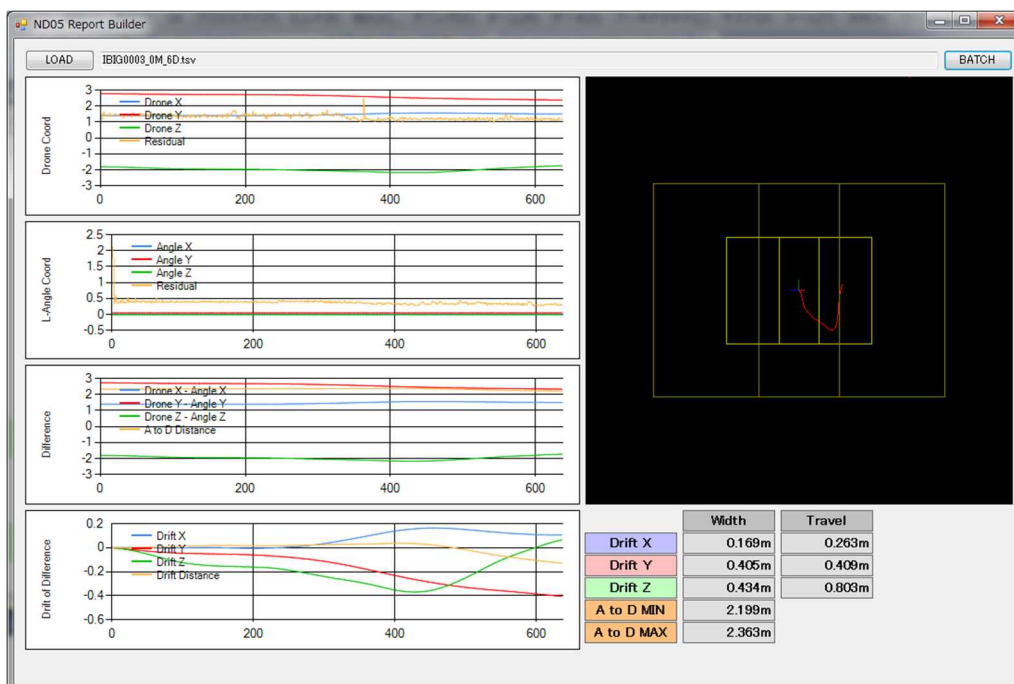 ND05 Report Builder
LOAD IBIG0003_0M_6D.tsv BATCH
Drone Coord
3
2
1
0
-1
-2
-3
Drone X
Drone Y
Drone Z
Residual
0 200 400 600
L-Angle Coord
2.5
2
1.5
1
0.5
0
-0.5
Angle X
Angle Y
Angle Z
Residual
0 200 400 600
Difference
3
2
1
0
-1
-2
-3
Drone X - Angle X
Drone Y - Angle Y
Drone Z - Angle Z
A to D Distance
0 200 400 600
Drift of Difference
0.2
0
-0.2
-0.4
-0.6
Drift X
Drift Y
Drift Z
Drift Distance
0 200 400 600
Width Travel
Drift X 0.169m 0.263m
Drift Y 0.405m 0.409m
Drift Z 0.434m 0.803m
A to D MIN 2.199m
A to D MAX 2.363m